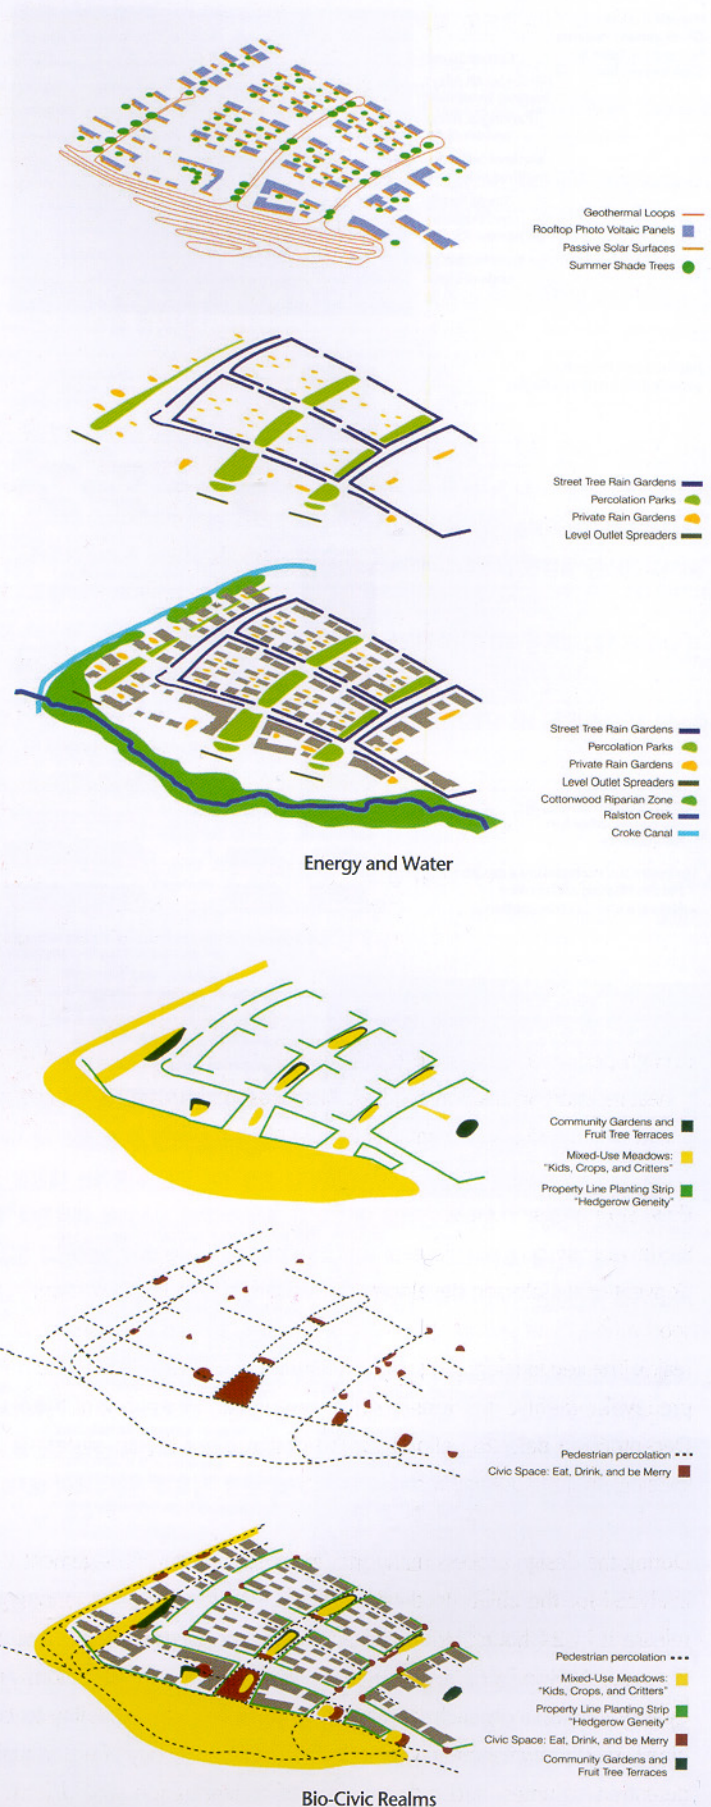 Geothermal Loops
Rooftop Photo Voltaic Panels
Passive Solar Surfaces
Summer Shade Trees
Street Tree Rain Gardens
Percolation Parks
Private Rain Gardens
Level Outlet Spreaders
Street Tree Rain Gardens
Percolation Parks
Private Rain Gardens
Level Outlet Spreaders
Cottonwood Riparian Zone
Ralston Creek
Croke Canal
Energy and Water
Community Gardens and
Fruit Tree Terraces
Mixed-Use Meadows:
"Kids, Crops, and Critters"
Property Line Planting Strip
"Hedgerow Geneity"
Pedestrian percolation
Civic Space: Eat, Drink, and be Merry
Pedestrian percolation
Mixed-Use Meadows:
"Kids, Crops, and Critters"
Property Line Planting Strip
"Hedgerow Geneity"
Civic Space: Eat, Drink, and be Merry
Community Gardens and
Fruit Tree Terraces
Bio-Civic Realms